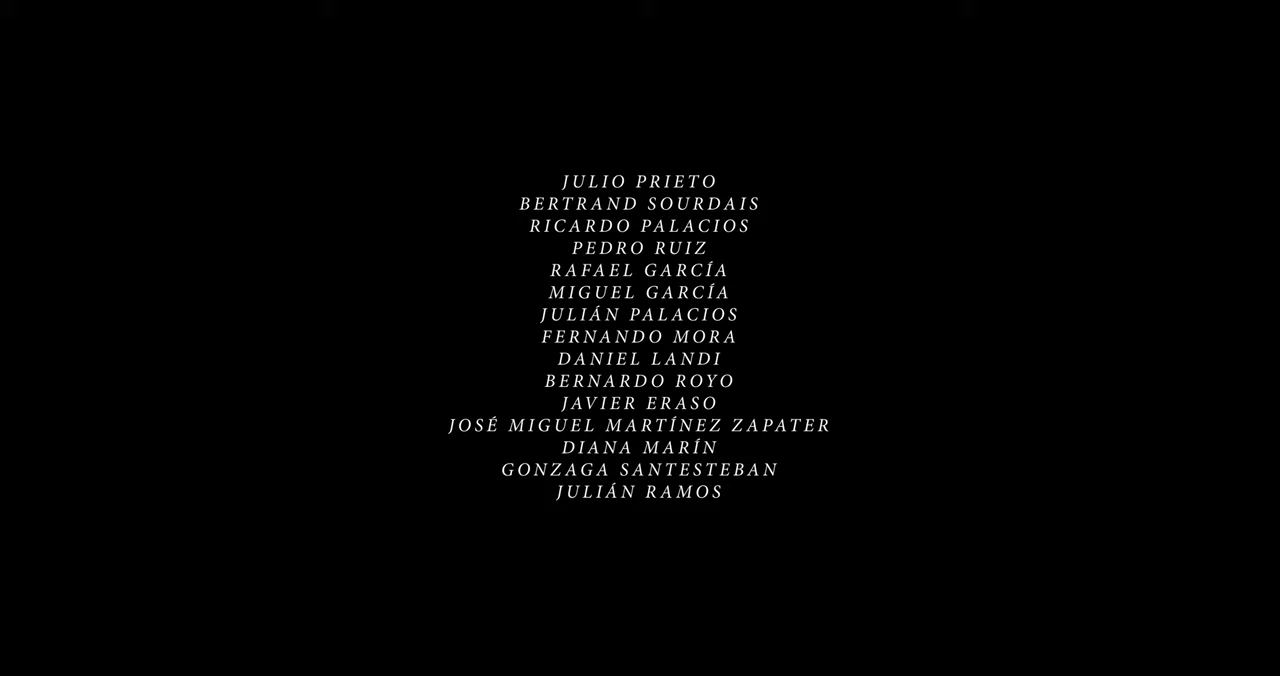 JULIO PRIETO
BERTRAND SOURDAIS
RICARDO PALACIOS
PEDRO RUIZ
RAFAEL GARCÍA
MIGUEL GARCÍA
JULIÁN PALACIOS
FERNANDO MORA
DANIEL LANDI
BERNARDO ROYO
JAVIER ERASO
JOSÉ MIGUEL MARTÍNEZ ZAPATER
DIANA MARÍN
GONZAGA SANTESTEBAN
JULIÁN RAMOS